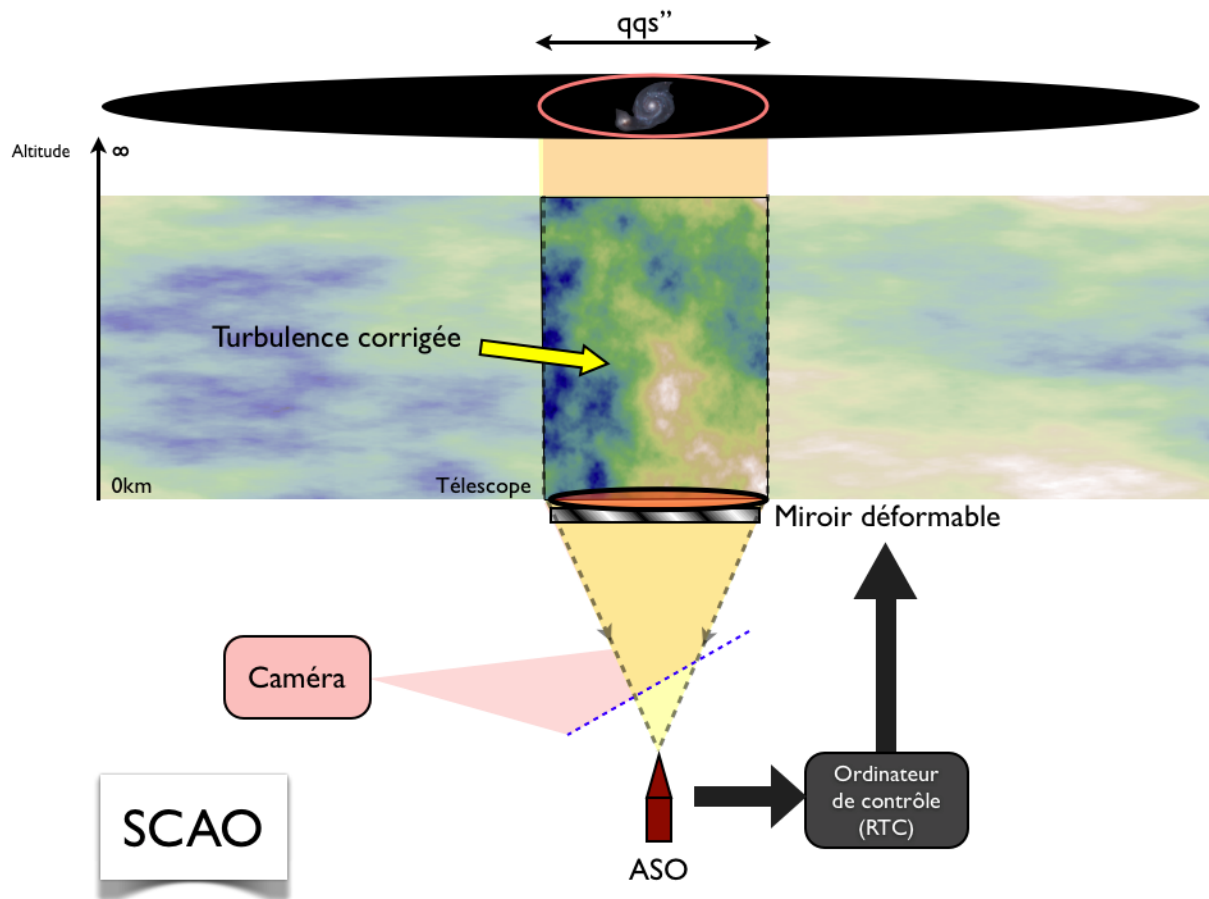 qqs”
Altitude
∞
Turbulence corrigée
0km
Télescope
Miroir déformable
Caméra
Ordinateur
de contrôle
(RTC)
SCAO
ASO